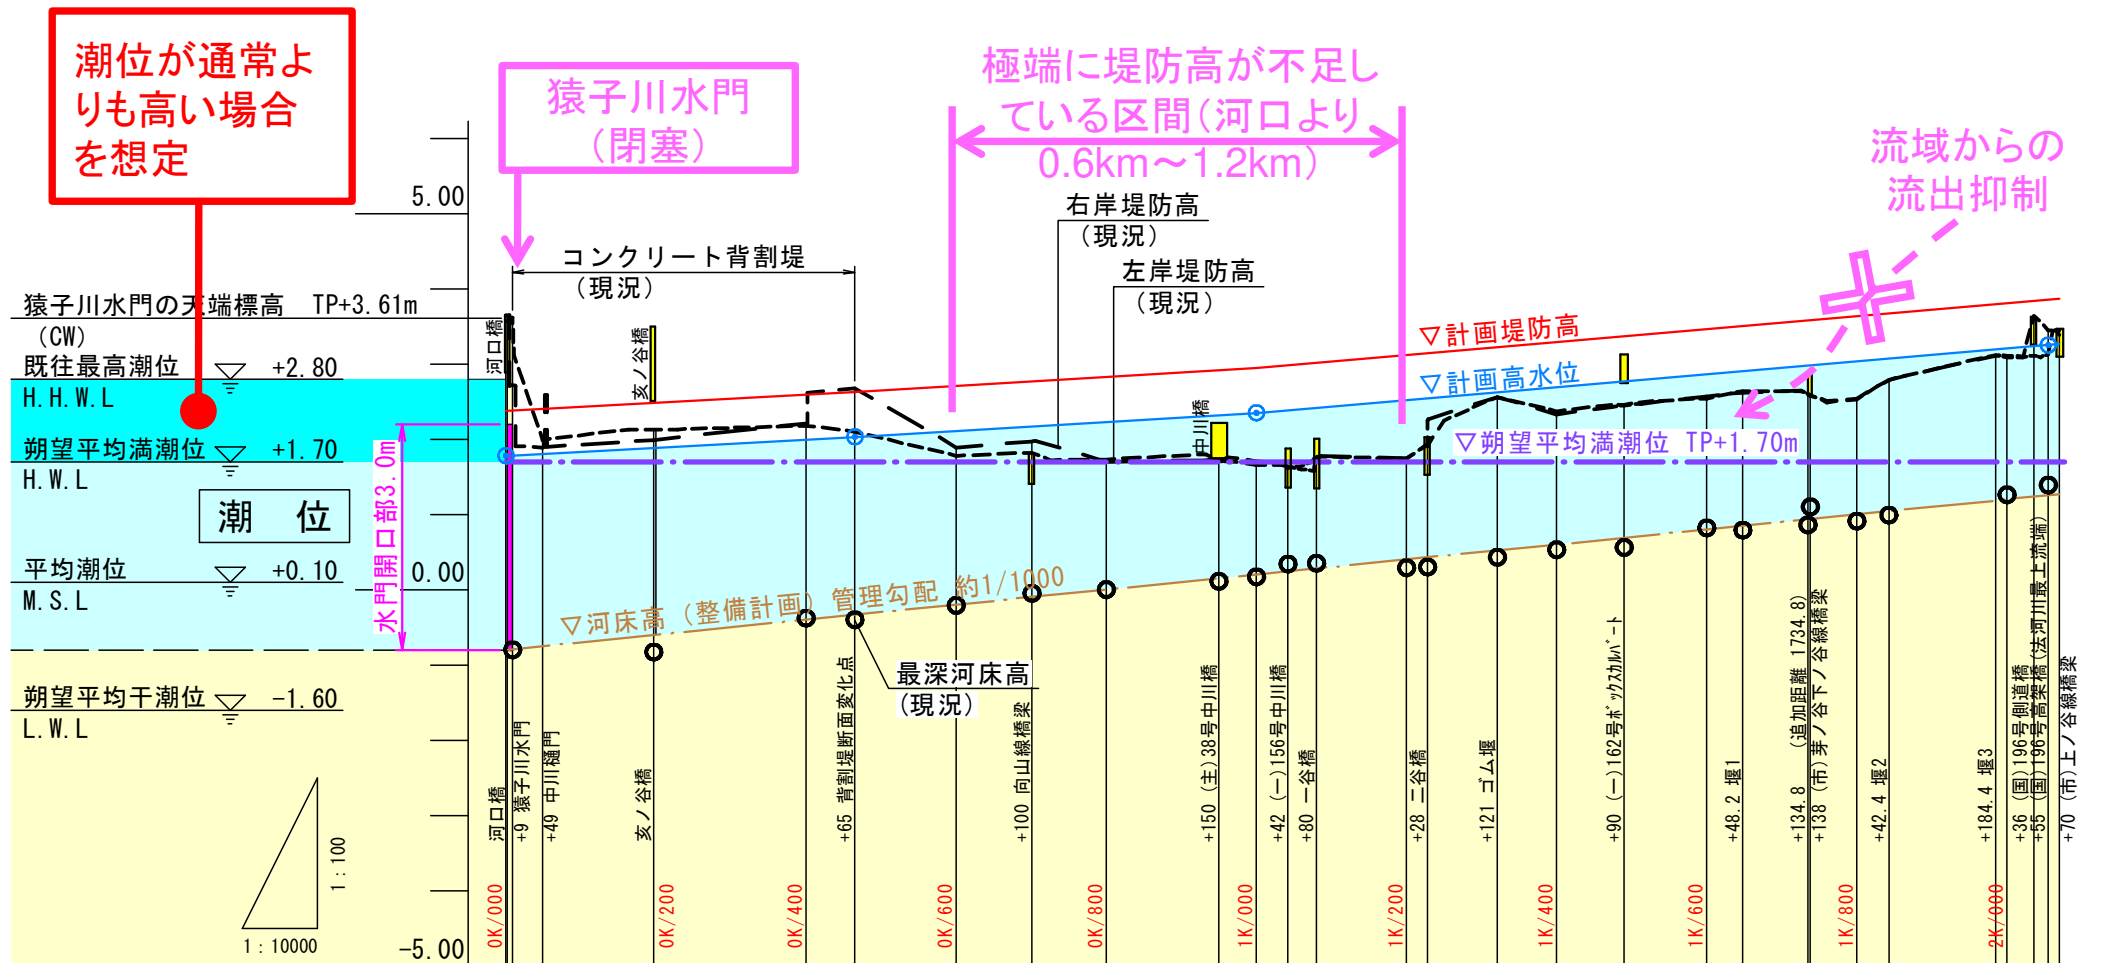 潮位が通常よ
りも高い場合
を想定
猿子川水門
（閉塞）
極端に堤防高が不足し
ている区間（河口より
0.6km～1.2km）
流域からの
流出抑制
5.00
右岸堤防高
（現況）
左岸堤防高
（現況）
コンクリート背割堤
（現況）
猿子川水門の天端標高 TP+3.61m
(CW)
既往最高潮位 +2.80
H.H.W.L
朔望平均満潮位 +1.70
H.W.L
潮 位
平均潮位 +0.10
M.S.L
0.00
朔望平均干潮位 -1.60
L.W.L
-5.00
水門開口部3.0m
河口橋
亥ノ谷橋
中川橋
▽計画堤防高
▽計画高水位
▽朔望平均満潮位 TP+1.70m
▽河床高（整備計画）管理勾配 約1/1000
最深河床高
（現況）
河口橋
+9 猿子川水門
+49 中川樋門
亥ノ谷橋
+65 背割堤断面変化点
+100 向山線橋梁
+150 (主)38号中川橋
+42 (一)156号中川橋
+80 一谷橋
+28 二谷橋
+121 ゴム堰
+90 (一)162号ﾎﾞｯｸｽｶﾙﾊﾞｰﾄ
+48.2 堰1
+134.8 (追加距離 1734.8)
+138 (市)芽ノ谷下ノ谷線橋梁
+42.4 堰2
+184.4 堰3
+36 (国)196号側道橋
+55 (国)196号高架橋(法河川最上流端)
+70 (市)上ノ谷線橋梁
1:100
1:10000
0K/000
0K/200
0K/400
0K/600
0K/800
1K/000
1K/200
1K/400
1K/600
1K/800
2K/000